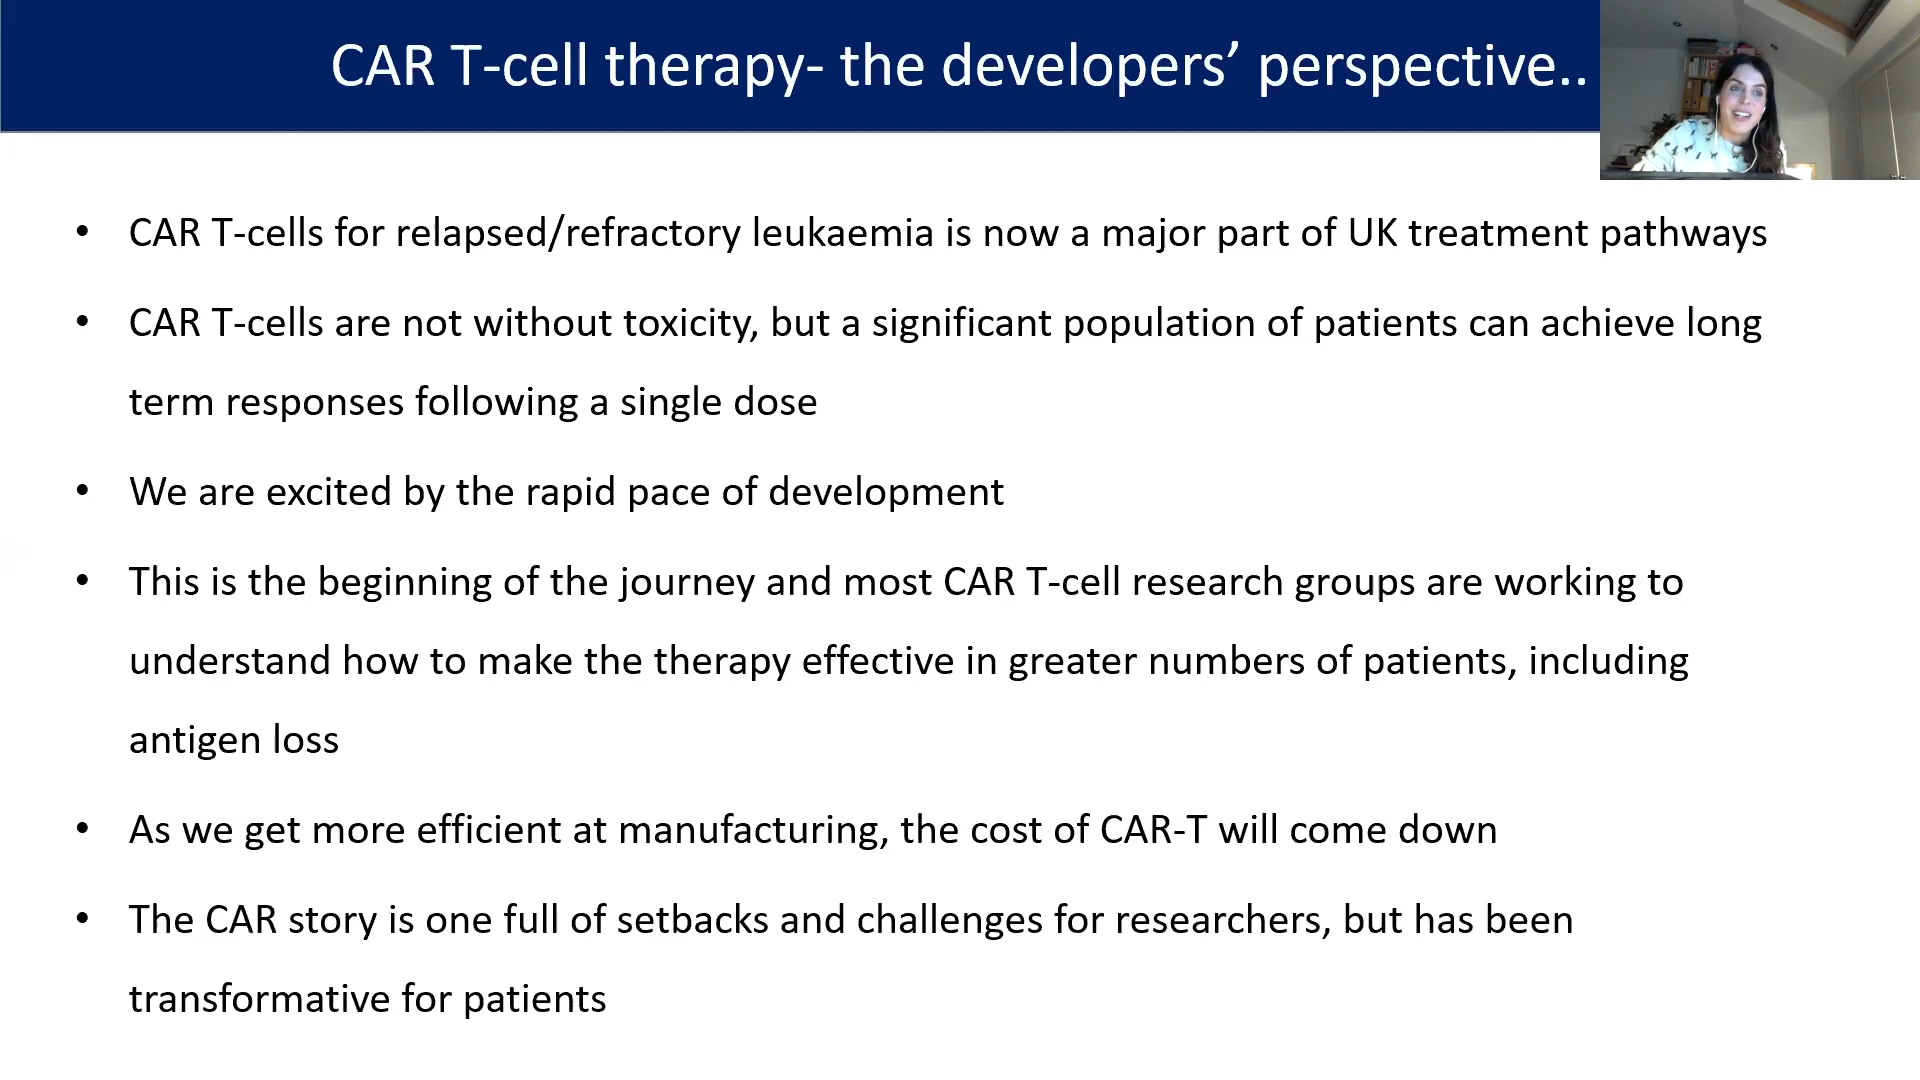 CAR T-cell therapy- the developers’ perspective..
• CAR T-cells for relapsed/refractory leukaemia is now a major part of UK treatment pathways
• CAR T-cells are not without toxicity, but a significant population of patients can achieve long
term responses following a single dose
• We are excited by the rapid pace of development
• This is the beginning of the journey and most CAR T-cell research groups are working to
understand how to make the therapy effective in greater numbers of patients, including
antigen loss
• As we get more efficient at manufacturing, the cost of CAR-T will come down
• The CAR story is one full of setbacks and challenges for researchers, but has been
transformative for patients